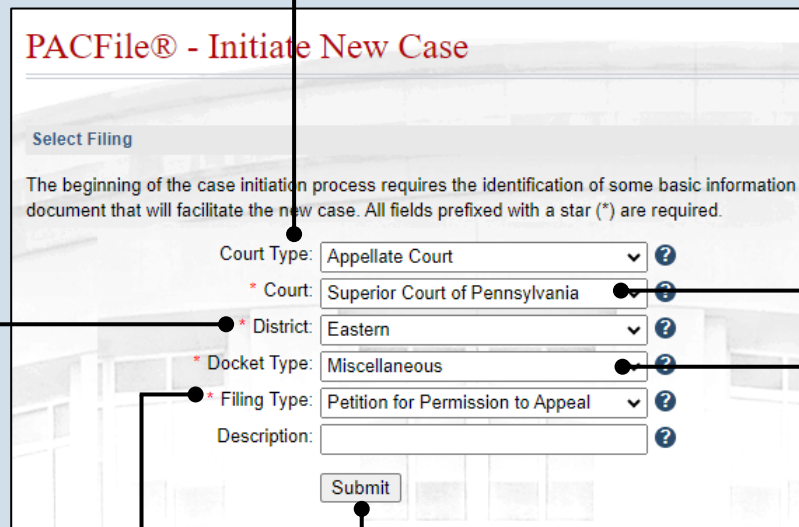 PACFile® - Initiate New Case
Select Filing
The beginning of the case initiation process requires the identification of some basic information
document that will facilitate the new case. All fields prefixed with a star (*) are required.
Court Type: Appellate Court
* Court: Superior Court of Pennsylvania
* District: Eastern
* Docket Type: Miscellaneous
* Filing Type: Petition for Permission to Appeal
Description:
Submit